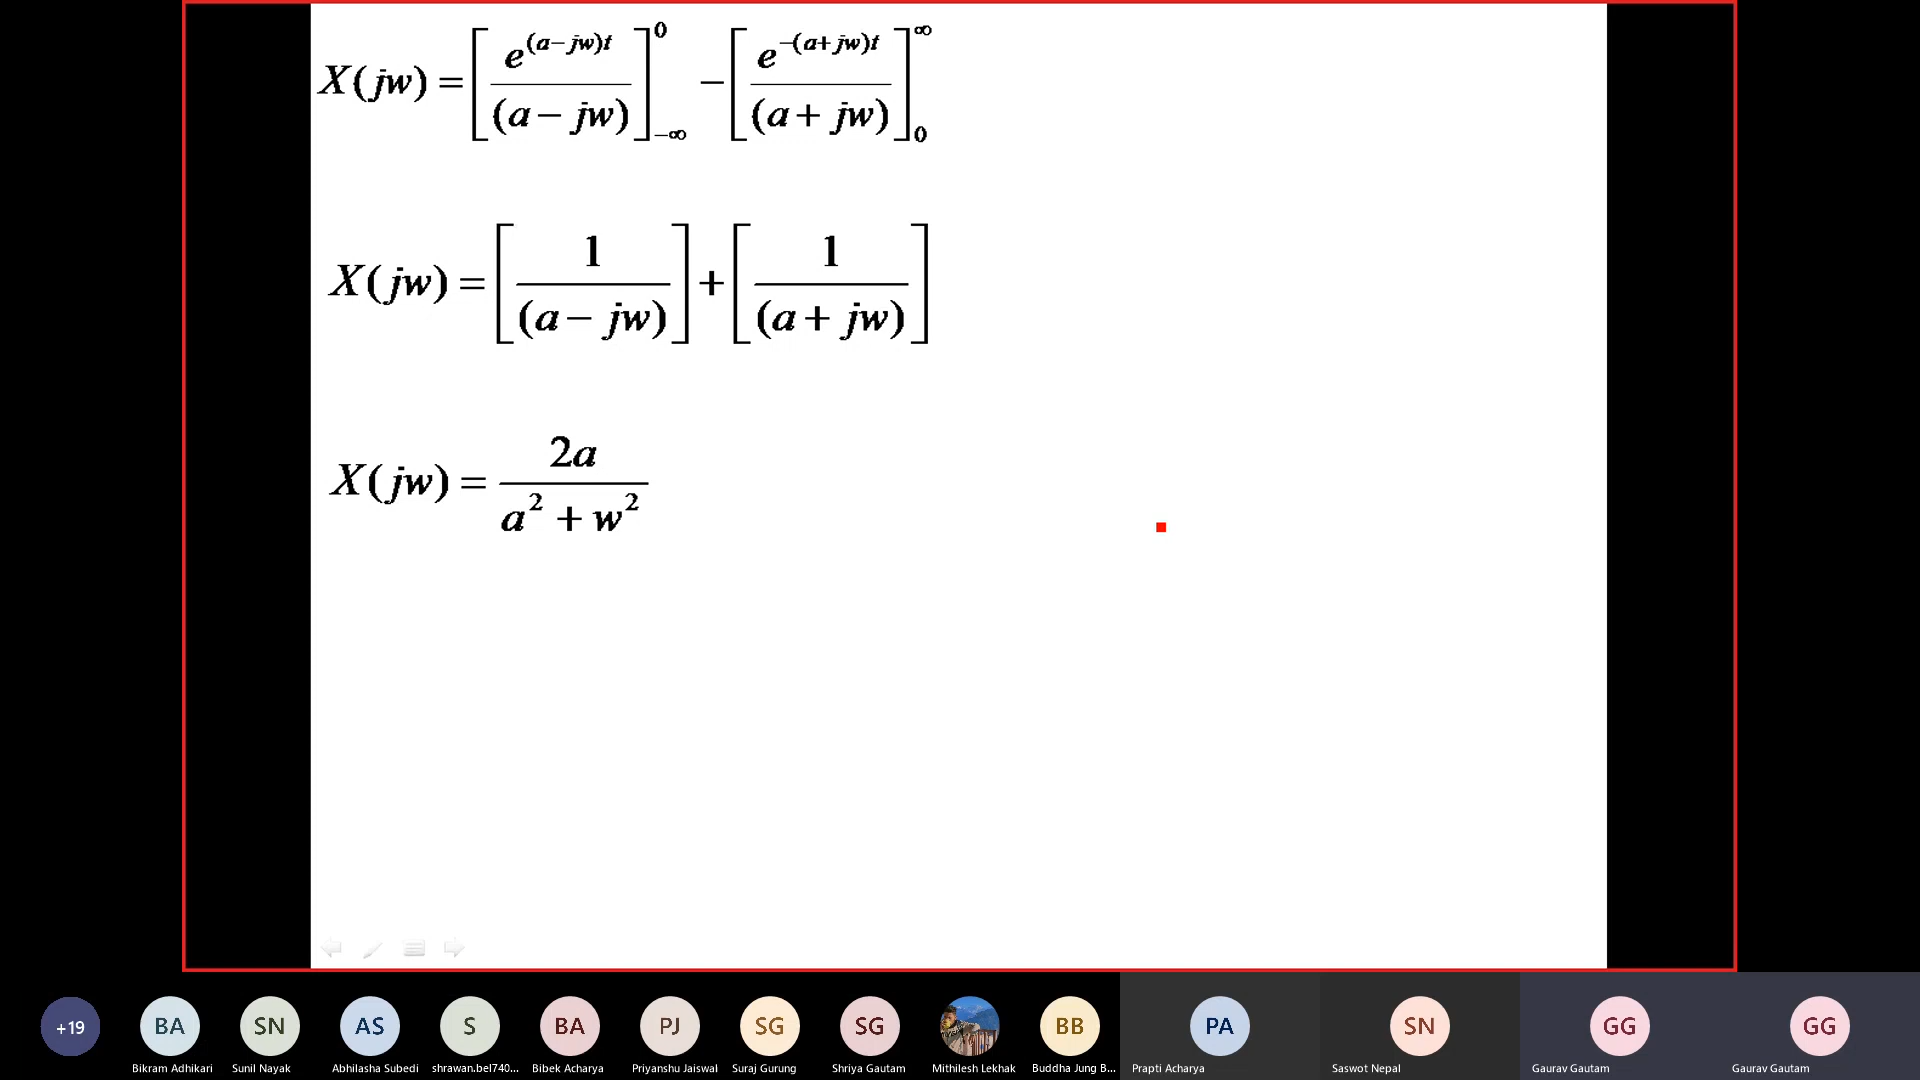 X(jw) = [e^{(a-jw)t} / (a-jw)]_{-∞}^{0} - [e^{-(a+jw)t} / (a+jw)]_{0}^{∞}
X(jw) = [1 / (a-jw)] + [1 / (a+jw)]
X(jw) = 2a / a^2 + w^2
+19 BA SN AS S BA PJ SG SG BB PA SN GG GG
Bikram Adhikari Sunil Nayak Abhilasha Subedi shrawan.bel740... Bibek Acharya Priyanshu Jaiswal Suraj Gurung Shriya Gautam Mithilesh Lekhak Buddha Jung B... Prapti Acharya Saswot Nepal Gaurav Gautam Gaurav Gautam